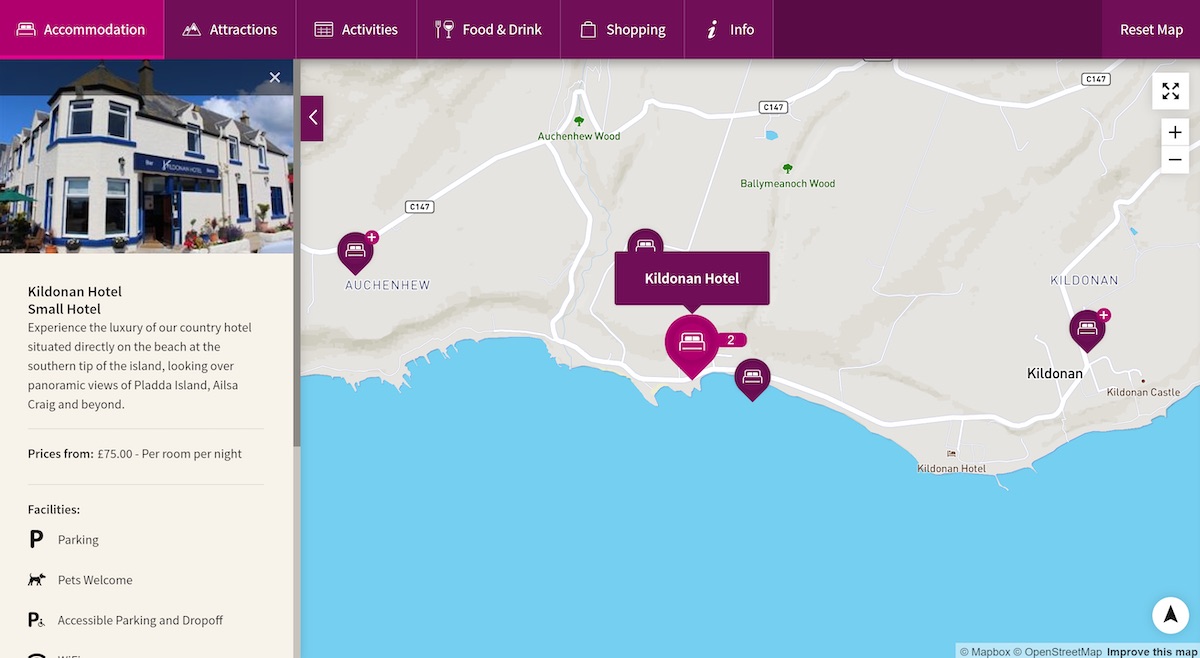 Accommodation
Attractions
Activities
Food & Drink
Shopping
Info
Reset Map
Bar
KILDONAN HOTEL
Kildonan Hotel
Small Hotel
Experience the luxury of our country hotel
situated directly on the beach at the
southern tip of the island, looking over
panoramic views of Pladda Island, Ailsa
Craig and beyond.
Prices from: £75.00 - Per room per night
Facilities:
Parking
Pets Welcome
Accessible Parking and Dropoff
C147
C147
Auchenhew Wood
Ballymeanoch Wood
C147
AUCHENHEW
Kildonan Hotel
2
KILDONAN
Kildonan
Kildonan Castle
Kildonan Hotel
© Mapbox © OpenStreetMap Improve this map